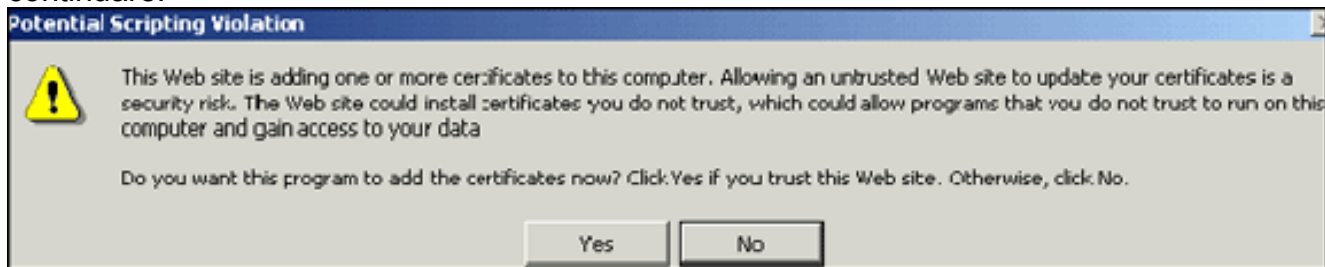 continuare.
Potential Scripting Violation
This Web site is adding one or more certificates to this computer. Allowing an untrusted Web site to update your certificates is a
security risk. The Web site could install certificates you do not trust, which could allow programs that you do not trust to run on this
computer and gain access to your data
Do you want this program to add the certificates now? Click Yes if you trust this Web site. Otherwise, click No.
Yes
No